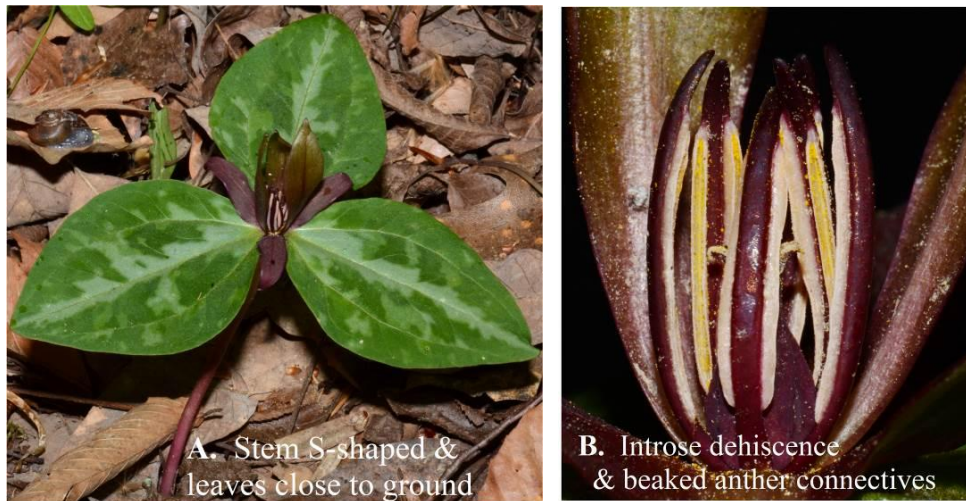 A. Stem S-shaped &
leaves close to ground
B. Introse dehiscence
& beaked anther connectives